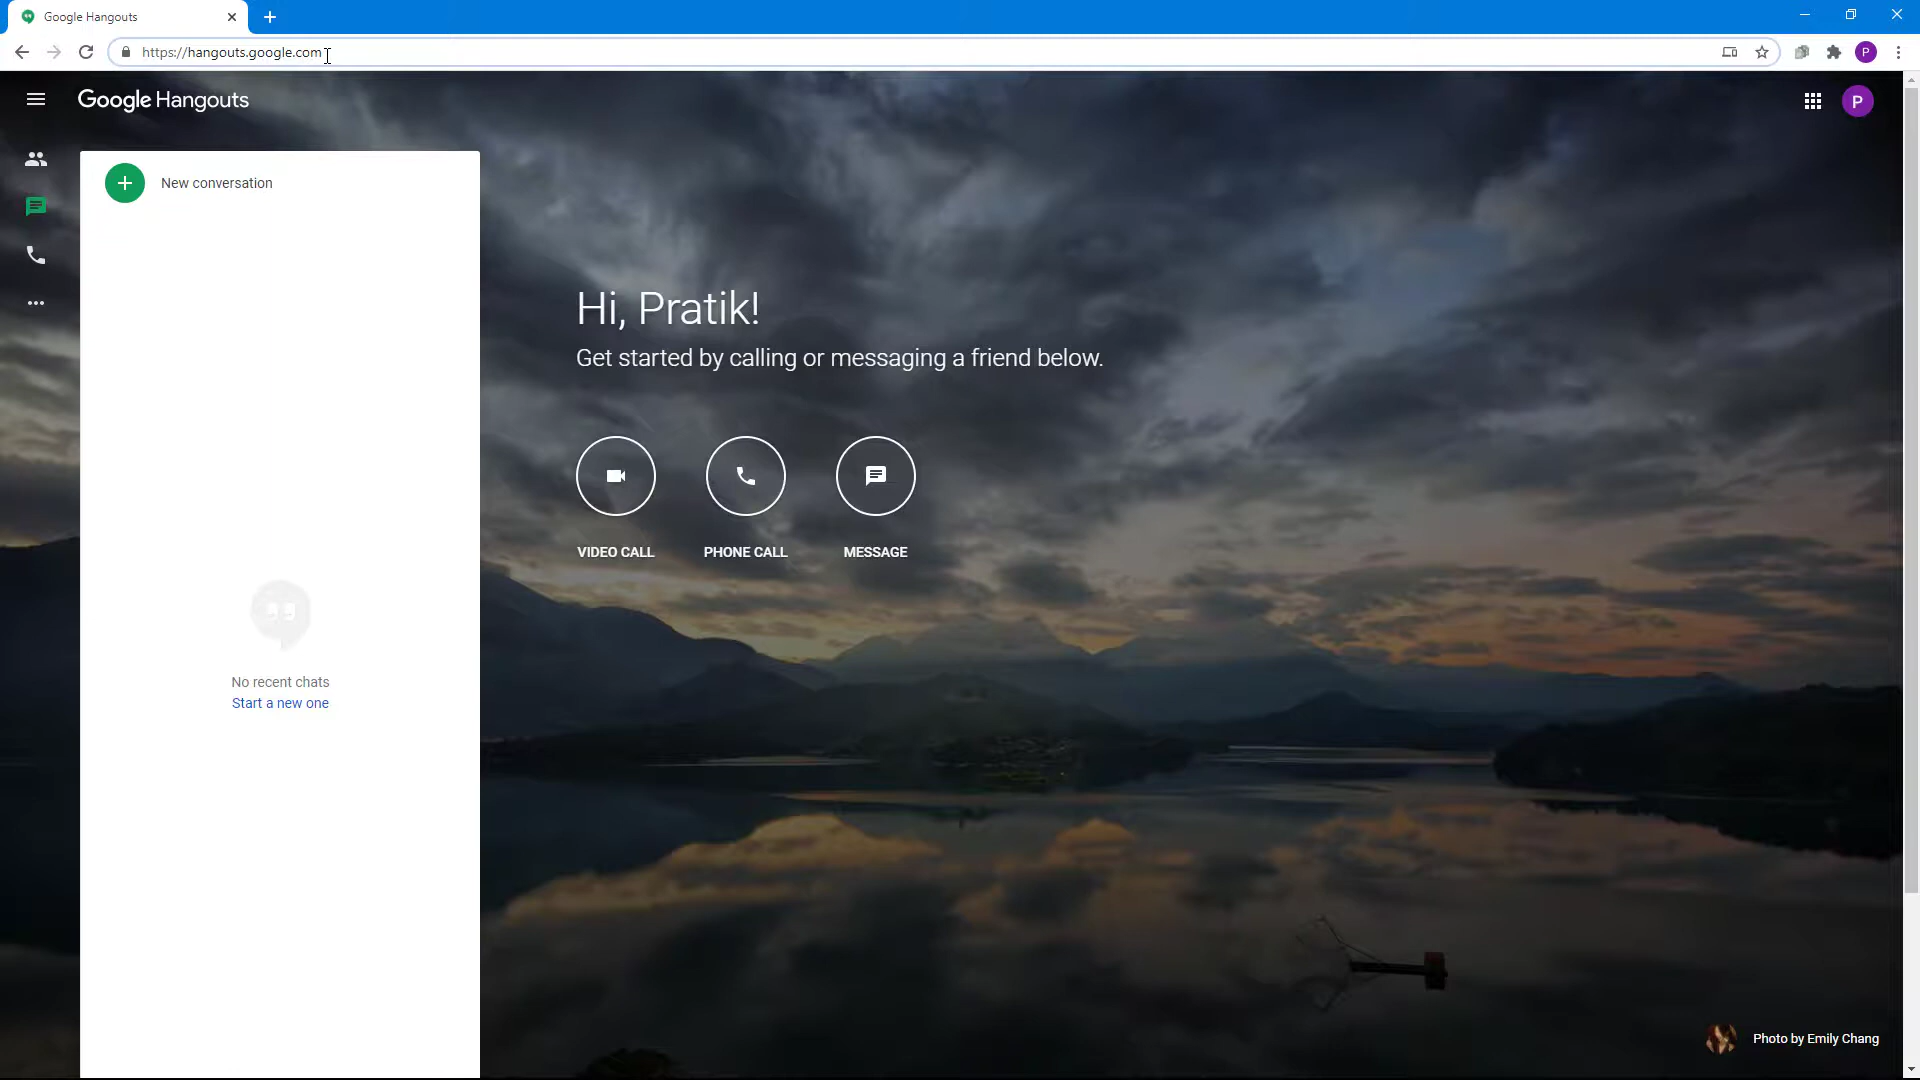 Google Hangouts
https://hangouts.google.com
P
Google Hangouts
P
New conversation
Hi, Pratik!
Get started by calling or messaging a friend below.
VIDEO CALL
PHONE CALL
MESSAGE
No recent chats
Start a new one
Photo by Emily Chang